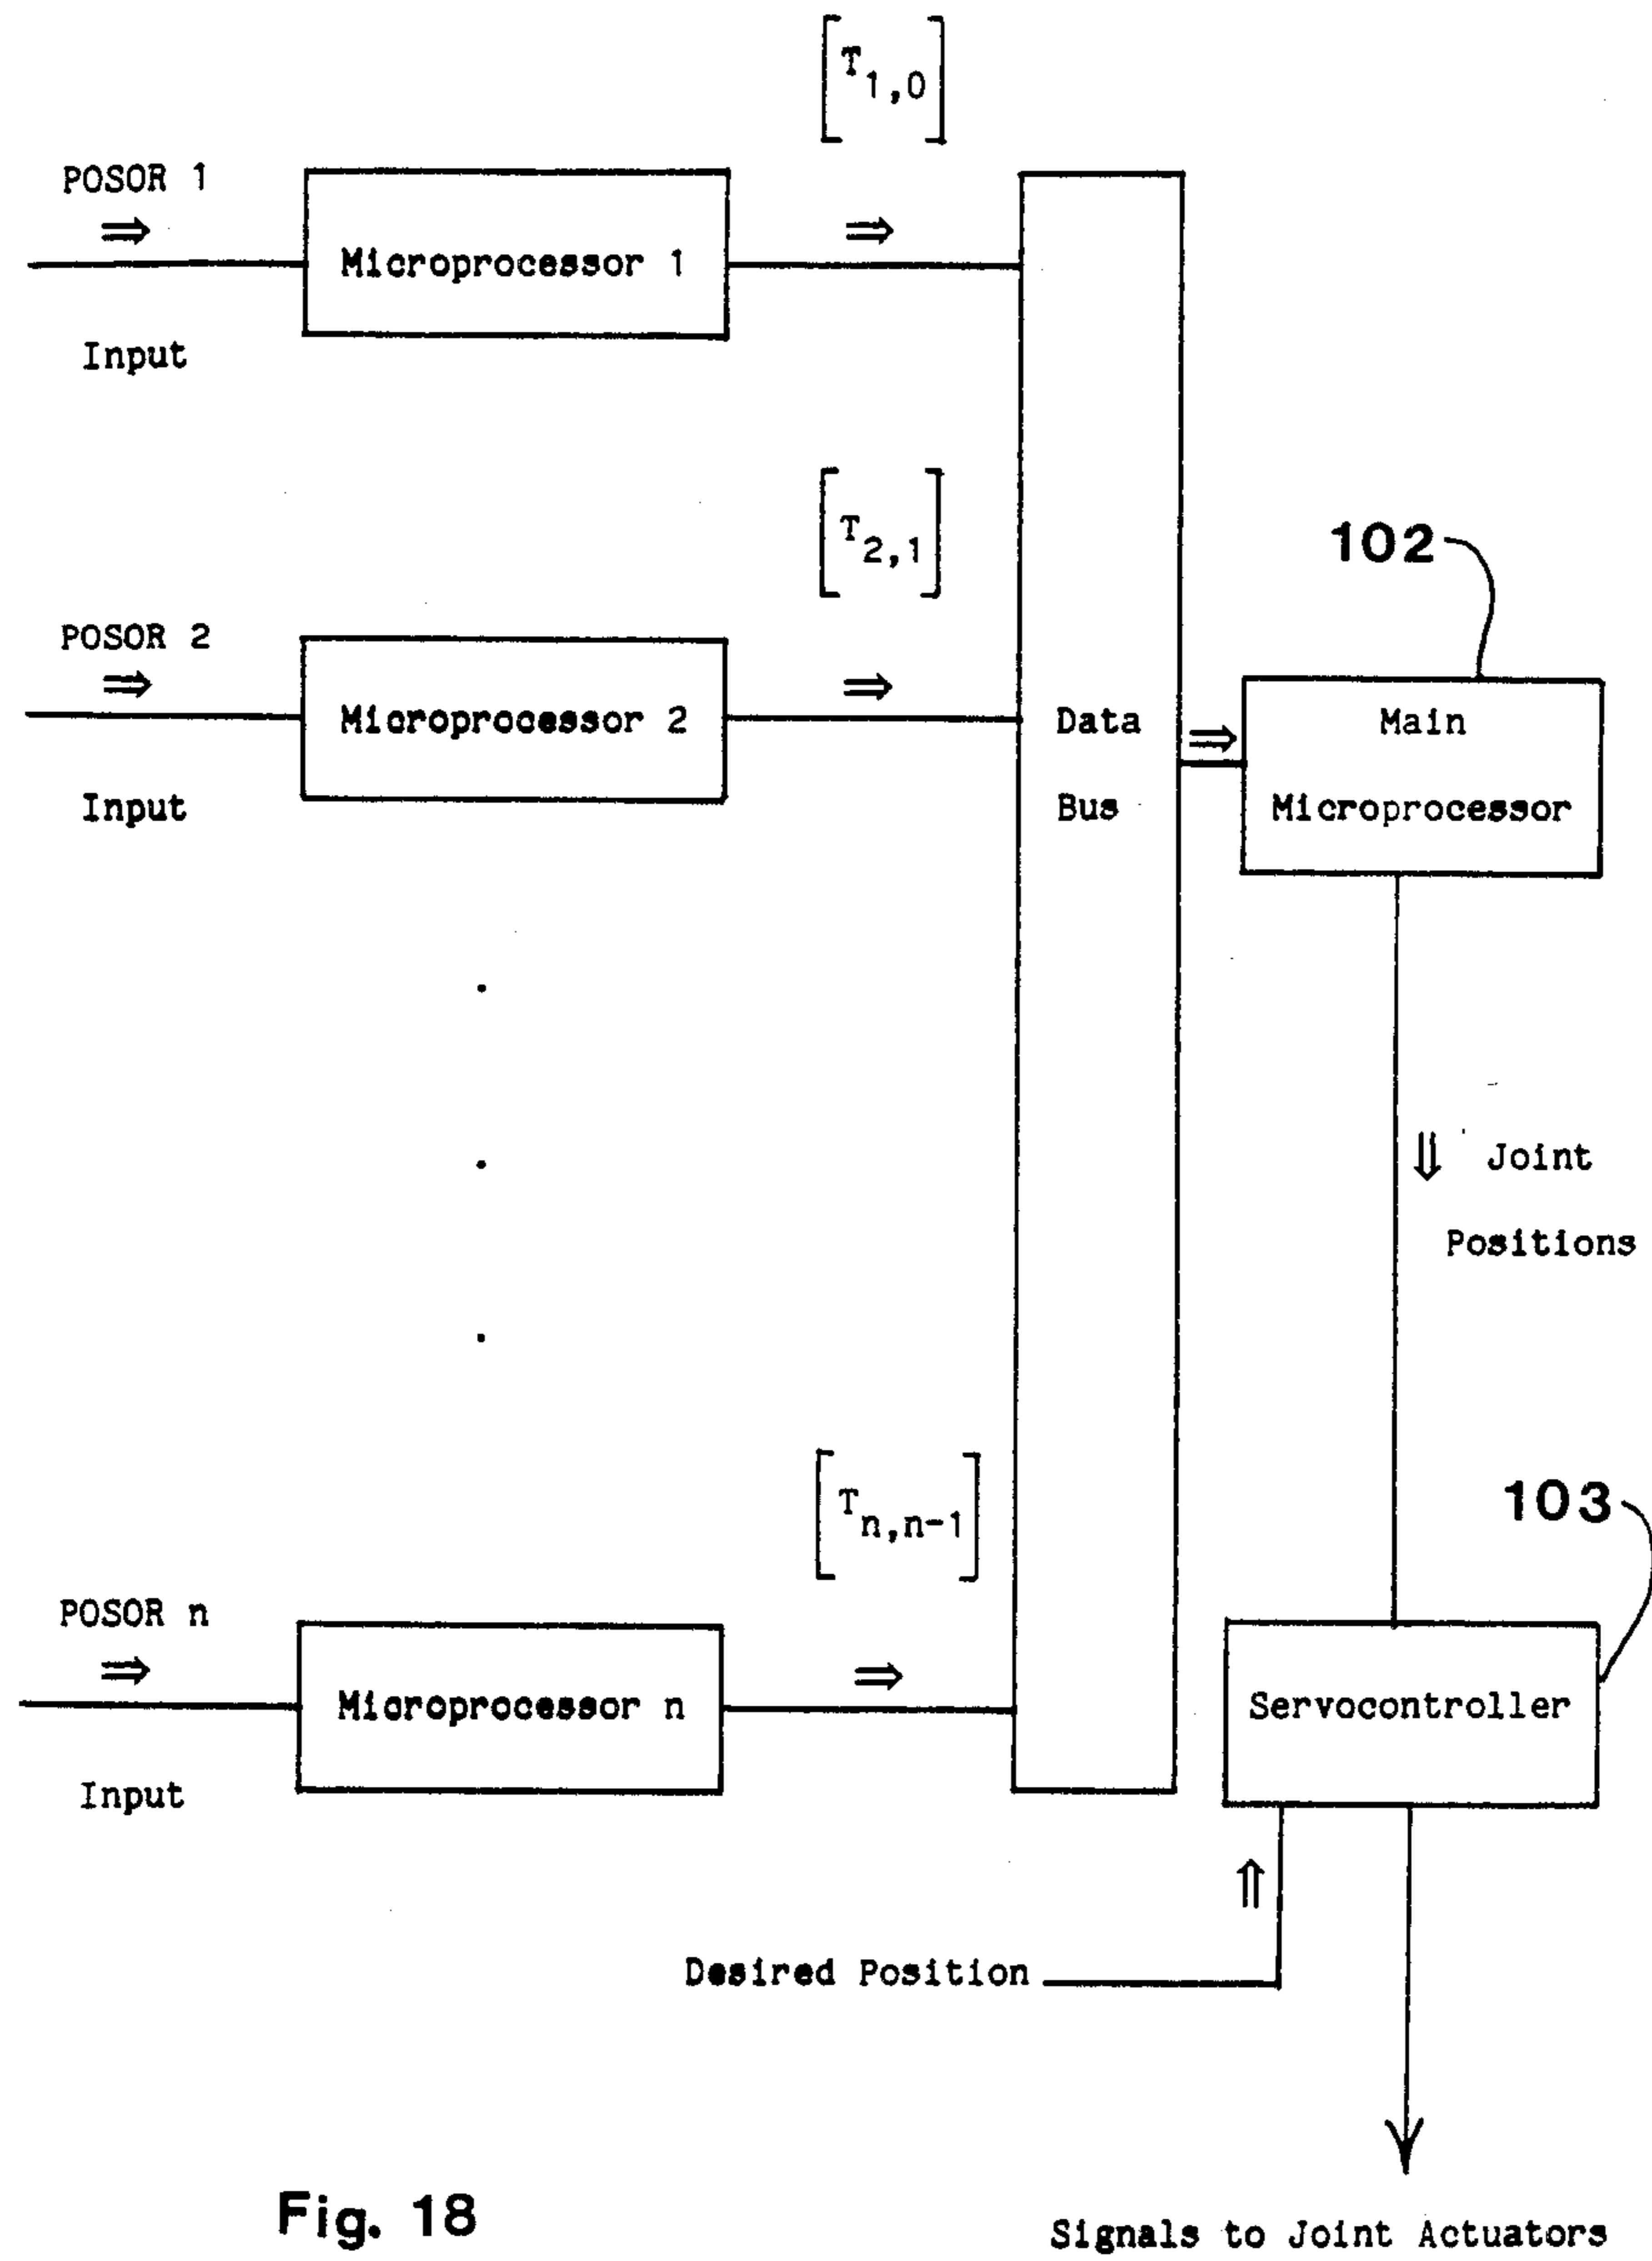 [T1,0]
POSOR 1
⇒
⇒
Microprocessor 1
Input
[T2,1]
102
POSOR 2
⇒
⇒
Microprocessor 2
Input
Data
Bus
⇒
Main
Microprocessor
.
.
.
⇓ Joint
Positions
[Tn,n-1]
103
POSOR n
⇒
⇒
Microprocessor n
Input
Servocontroller
⇑
Desired Position
Fig. 18
Signals to Joint Actuators